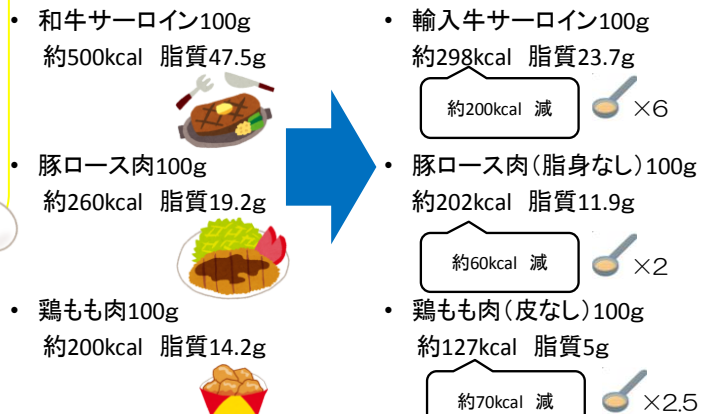 • 和牛サーロイン100g
約500kcal 脂質47.5g
• 豚ロース肉100g
約260kcal 脂質19.2g
• 鶏もも肉100g
約200kcal 脂質14.2g
• 輸入牛サーロイン100g
約298kcal 脂質23.7g
約200kcal 減
×6
• 豚ロース肉（脂身なし）100g
約202kcal 脂質11.9g
約60kcal 減
×2
• 鶏もも肉（皮なし）100g
約127kcal 脂質5g
約70kcal 減
×2.5